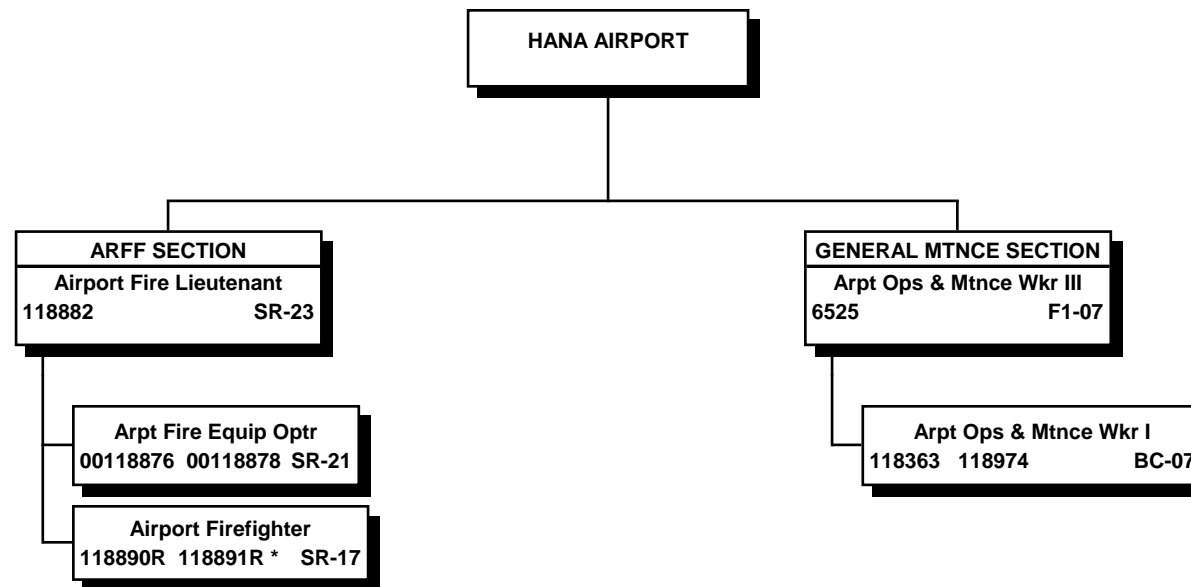 HANA AIRPORT
ARFF SECTION
Airport Fire Lieutenant
118882 SR-23
Arpt Fire Equip Optr
00118876 00118878 SR-21
Airport Firefighter
118890R 118891R * SR-17
GENERAL MTNCE SECTION
Arpt Ops & Mtnce Wkr III
6525 F1-07
Arpt Ops & Mtnce Wkr I
118363 118974 BC-07